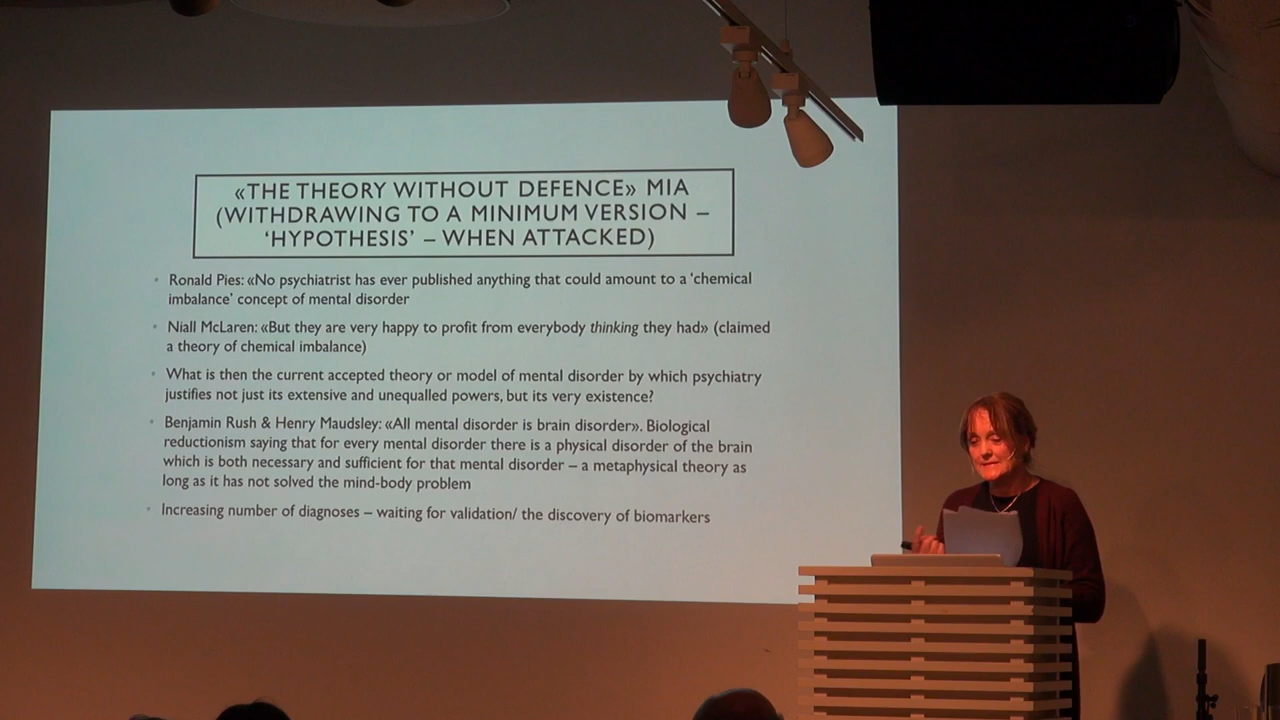 «THE THEORY WITHOUT DEFENCE» MIA
(WITHDRAWING TO A MINIMUM VERSION –
‘HYPOTHESIS’ – WHEN ATTACKED)
• Ronald Pies: «No psychiatrist has ever published anything that could amount to a ‘chemical
imbalance’ concept of mental disorder
• Niall McLaren: «But they are very happy to profit from everybody thinking they had» (claimed
a theory of chemical imbalance)
• What is then the current accepted theory or model of mental disorder by which psychiatry
justifies not just its extensive and unequalled powers, but its very existence?
• Benjamin Rush & Henry Maudsley: «All mental disorder is brain disorder». Biological
reductionism saying that for every mental disorder there is a physical disorder of the brain
which is both necessary and sufficient for that mental disorder – a metaphysical theory as
long as it has not solved the mind-body problem
• Increasing number of diagnoses – waiting for validation/ the discovery of biomarkers